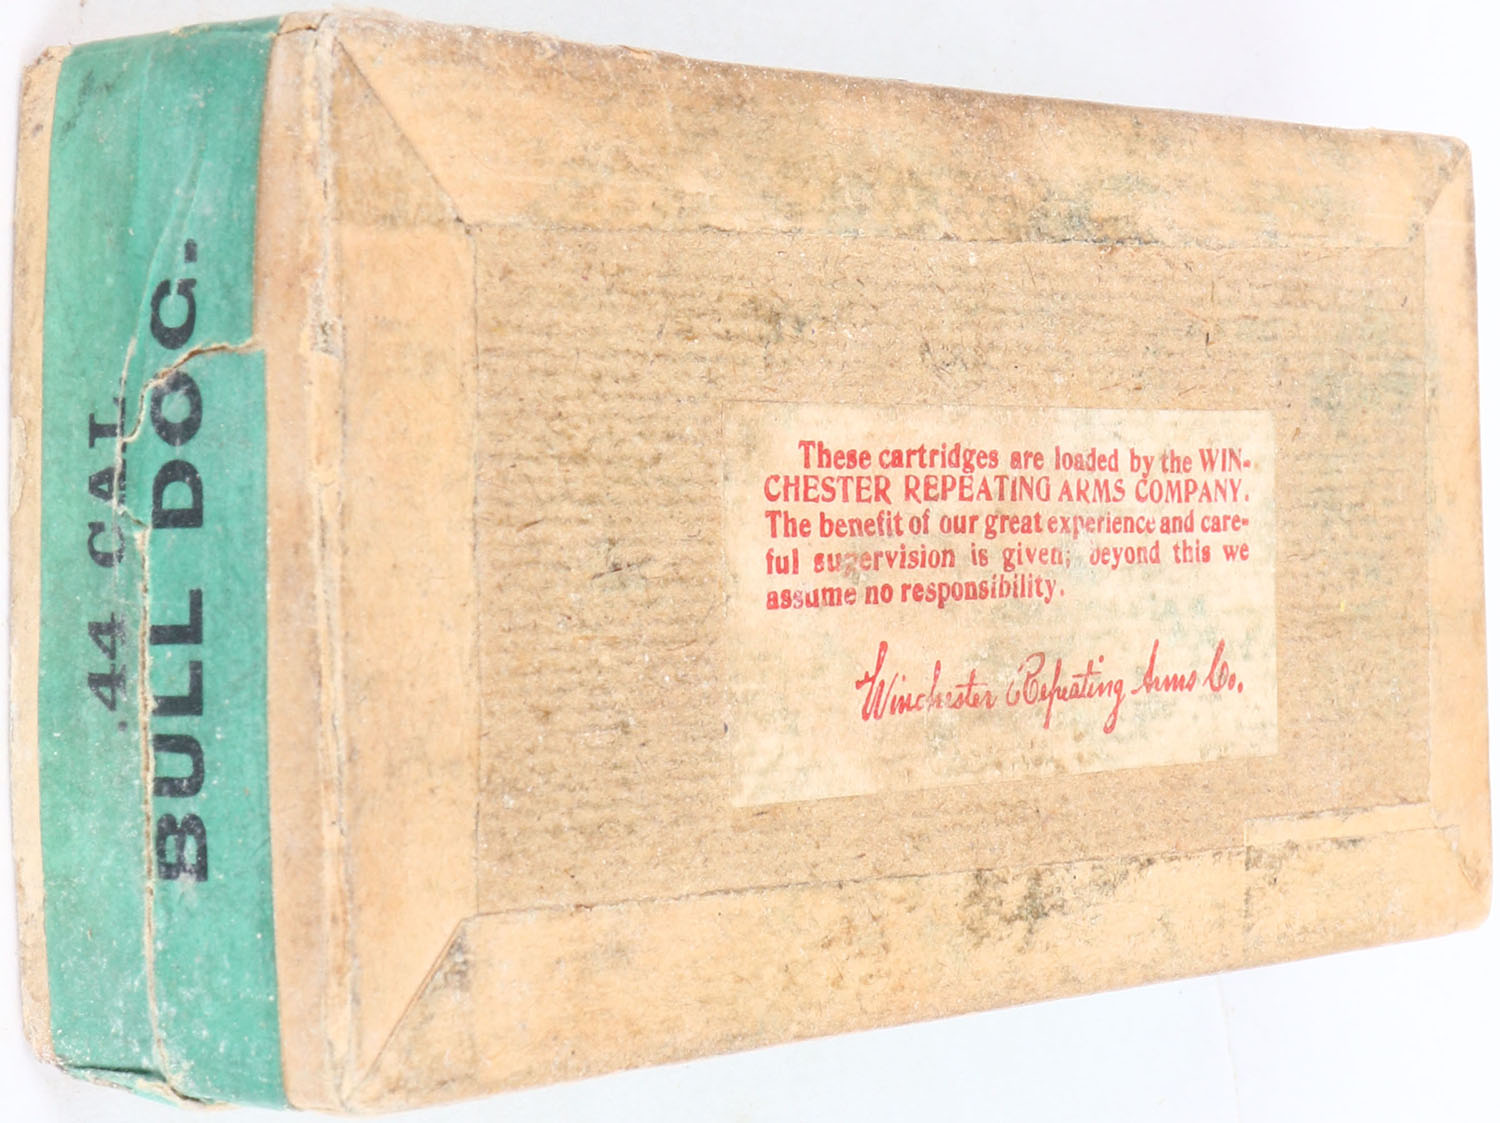 .44 CAL
BULL DOG.
These cartridges are loaded by the WIN-
CHESTER REPEATING ARMS COMPANY.
The benefit of our great experience and care-
ful supervision is given; beyond this we
assume no responsibility.
Winchester Repeating Arms Co.